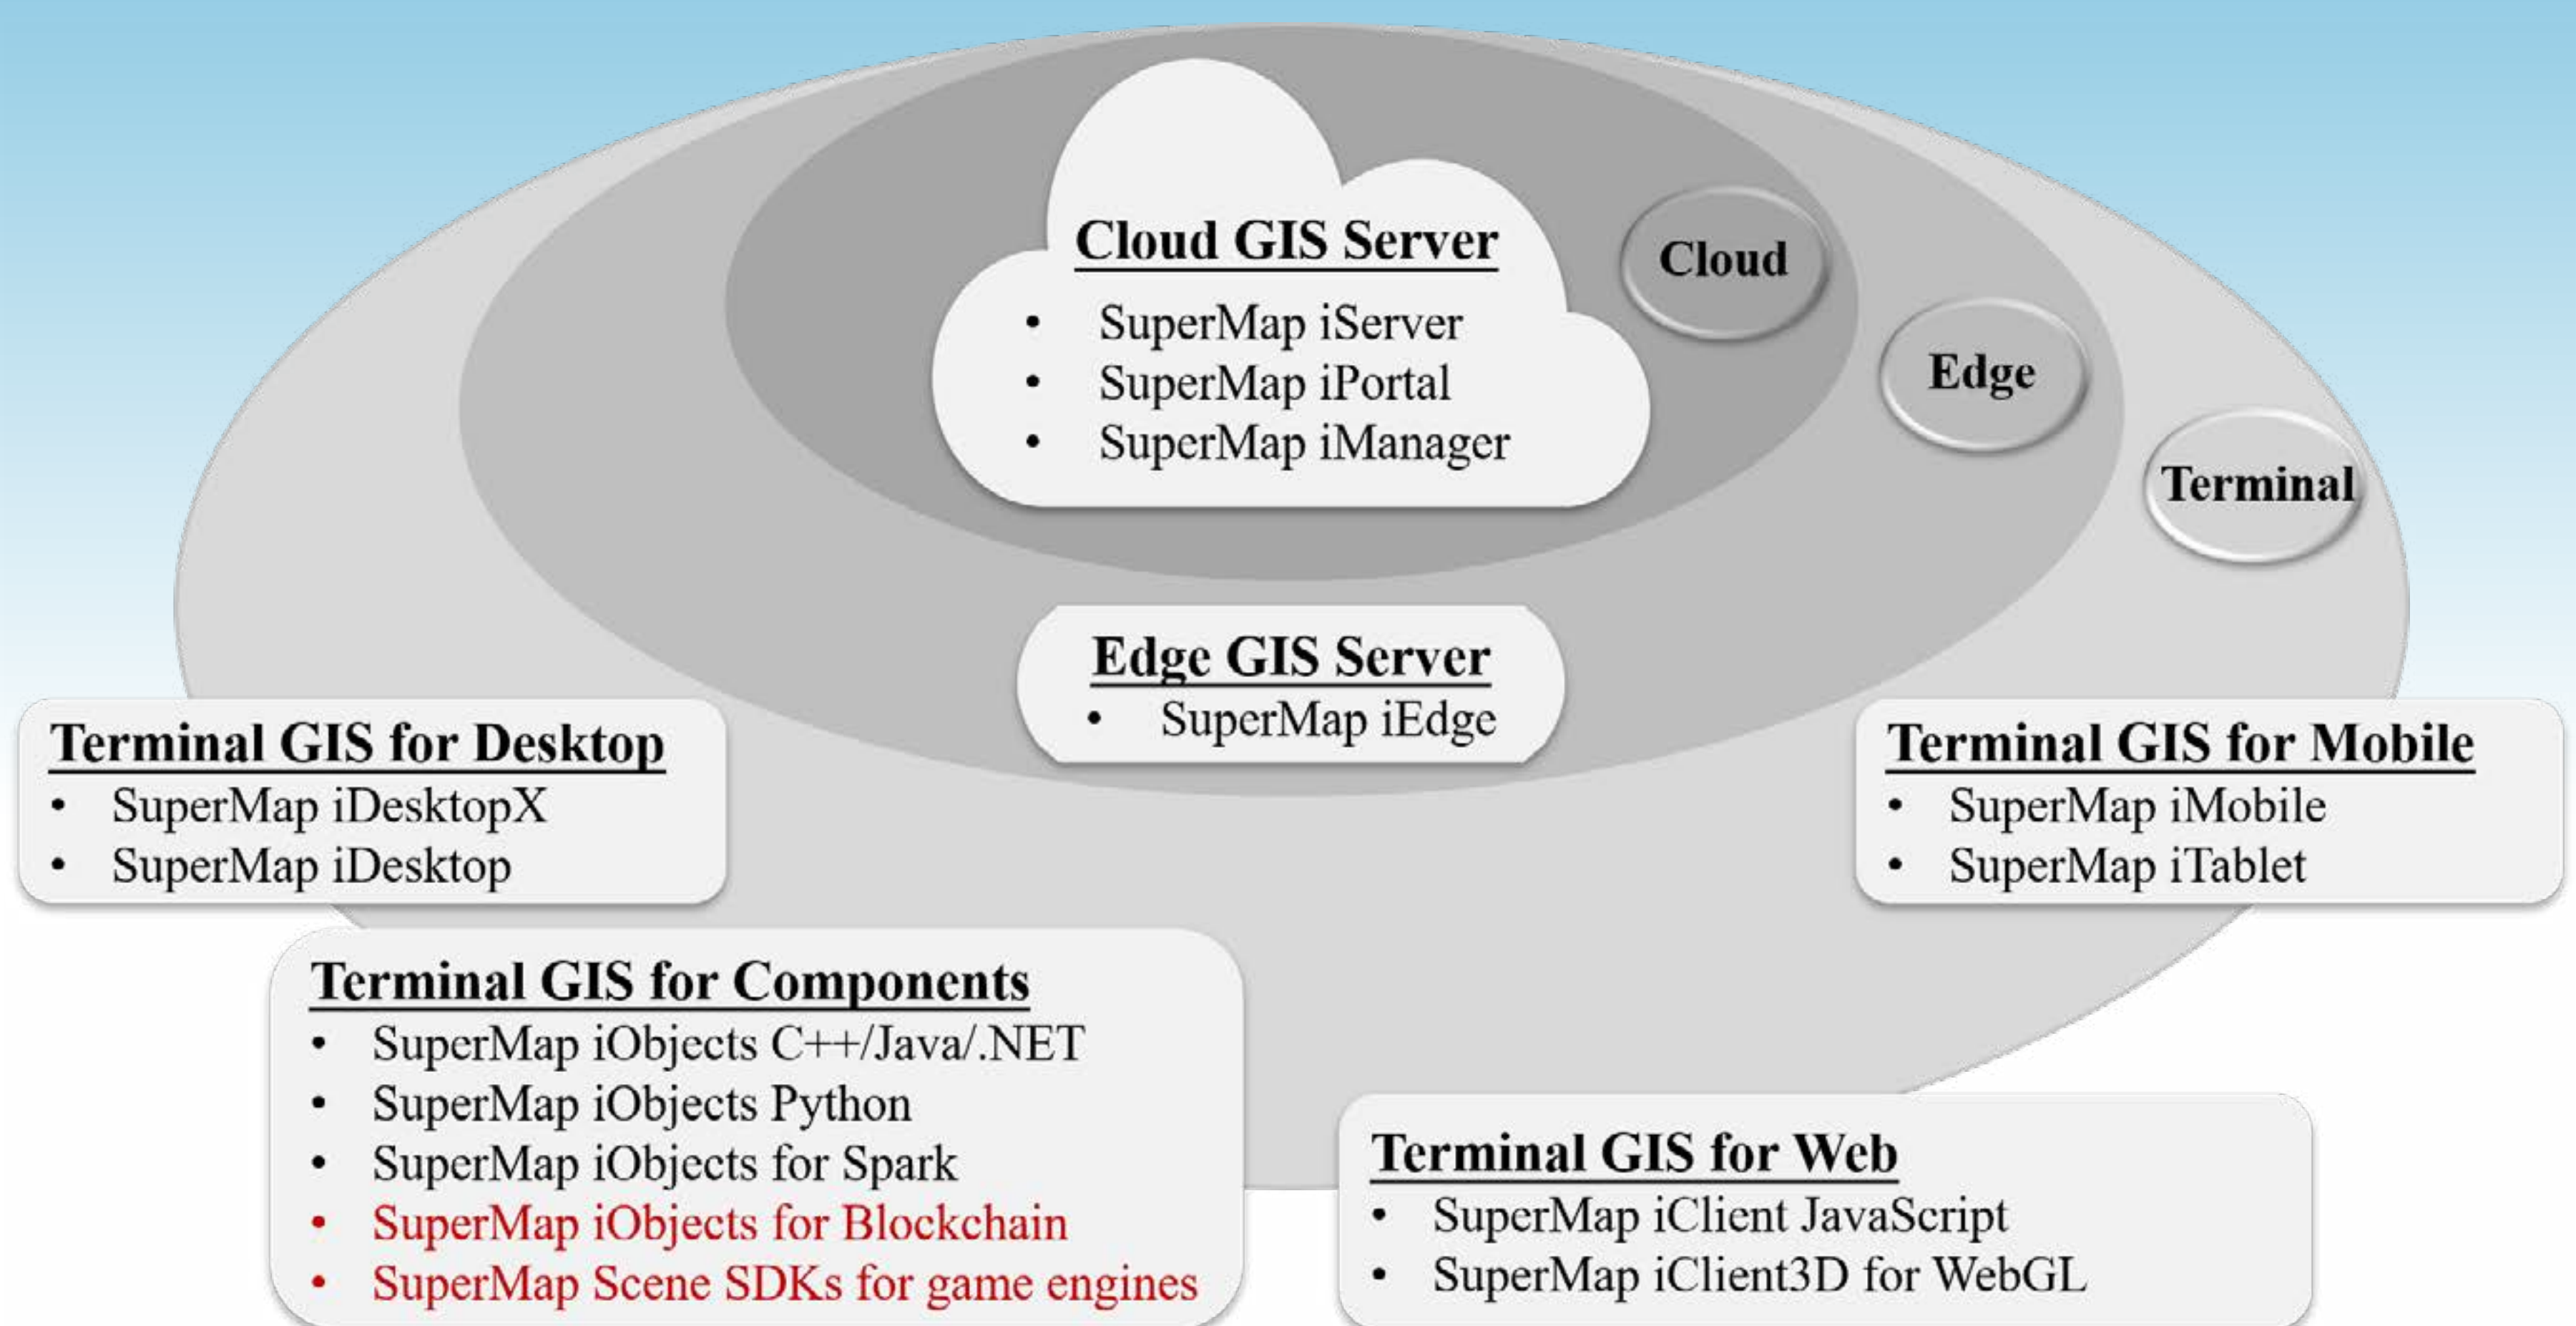 Cloud GIS Server
• SuperMap iServer
• SuperMap iPortal
• SuperMap iManager
Cloud
Edge
Terminal
Edge GIS Server
• SuperMap iEdge
Terminal GIS for Desktop
• SuperMap iDesktopX
• SuperMap iDesktop
Terminal GIS for Mobile
• SuperMap iMobile
• SuperMap iTablet
Terminal GIS for Components
• SuperMap iObjects C++/Java/.NET
• SuperMap iObjects Python
• SuperMap iObjects for Spark
• SuperMap iObjects for Blockchain
• SuperMap Scene SDKs for game engines
Terminal GIS for Web
• SuperMap iClient JavaScript
• SuperMap iClient3D for WebGL